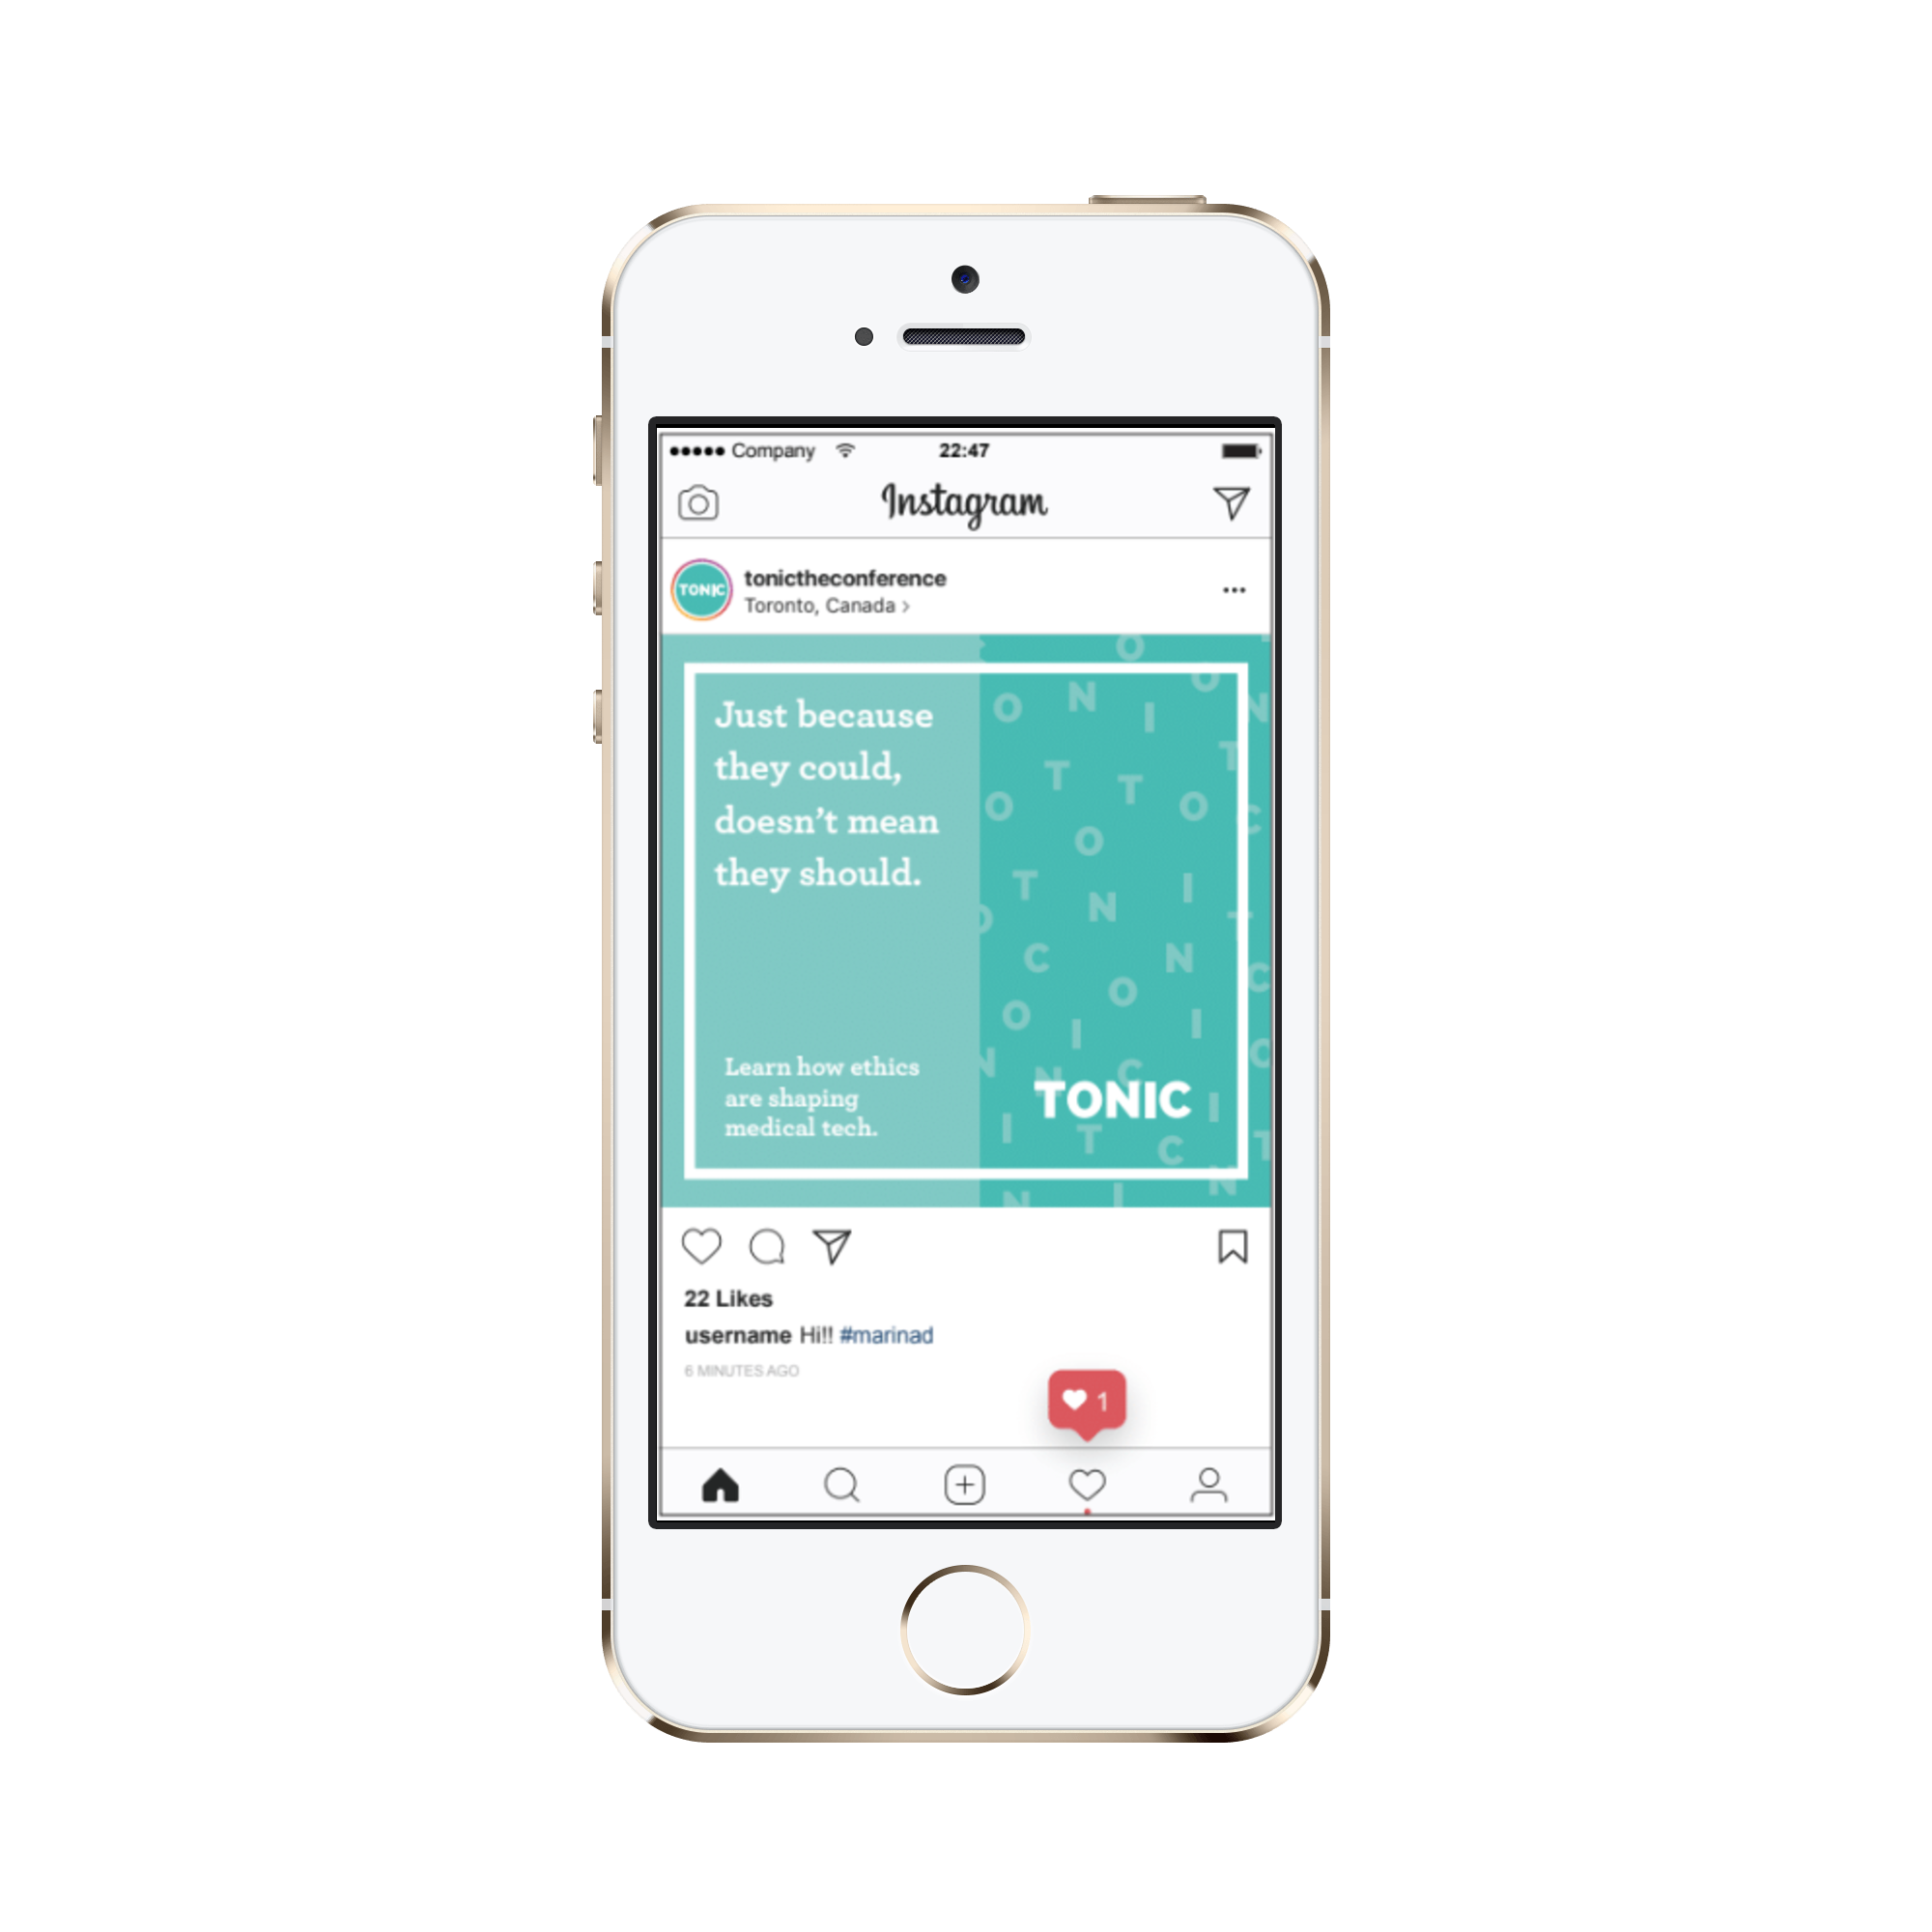 Company 22:47
Instagram
TONIC
tonictheconference
Toronto, Canada >
Just because
they could,
doesn't mean
they should.
Learn how ethics
are shaping
medical tech.
TONIC
22 Likes
username Hi!! #marinad
6 MINUTES AGO
1